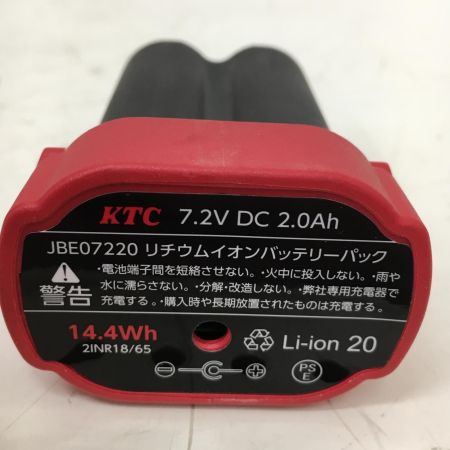 KTC 7.2V DC 2.0Ah
JBE07220 リチウムイオンバッテリーパック
・電池端子間を短絡させない。・火中に投入しない。・雨や
水に濡らさない。・分解・改造しない。・弊社専用充電器で
充電する。・購入時や長期放置されたものは充電する。
警告
14.4Wh
2INR18/65
Li-ion 20
PS
E